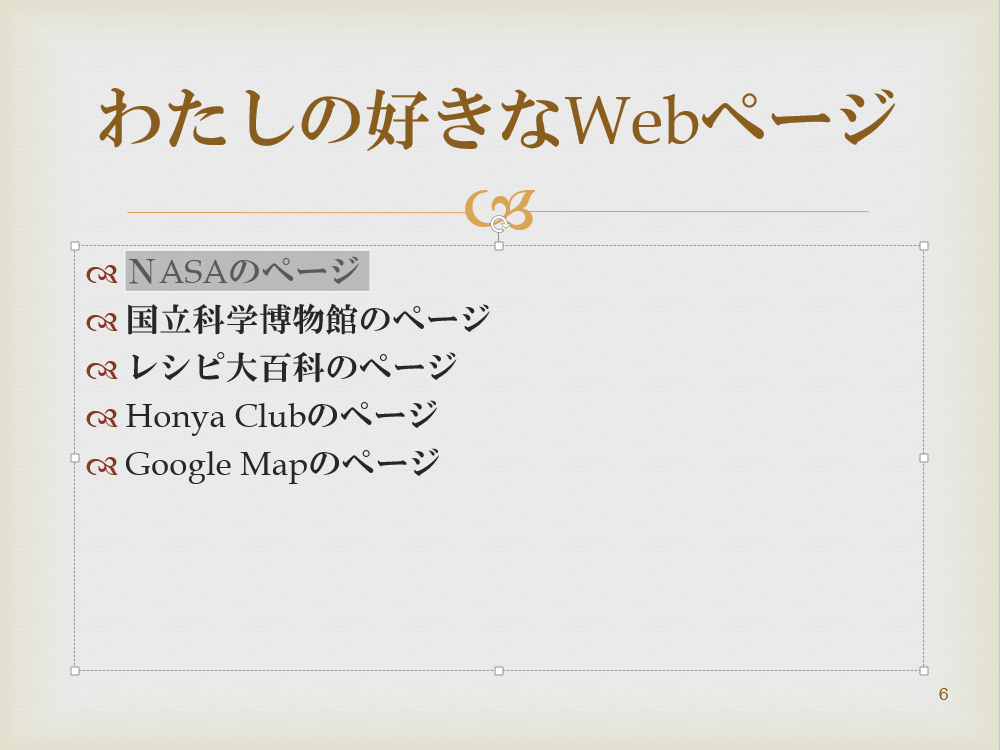 わたしの好きなWebページ
NASAのページ
国立科学博物館のページ
レシピ大百科のページ
Honya Clubのページ
Google Mapのページ
6